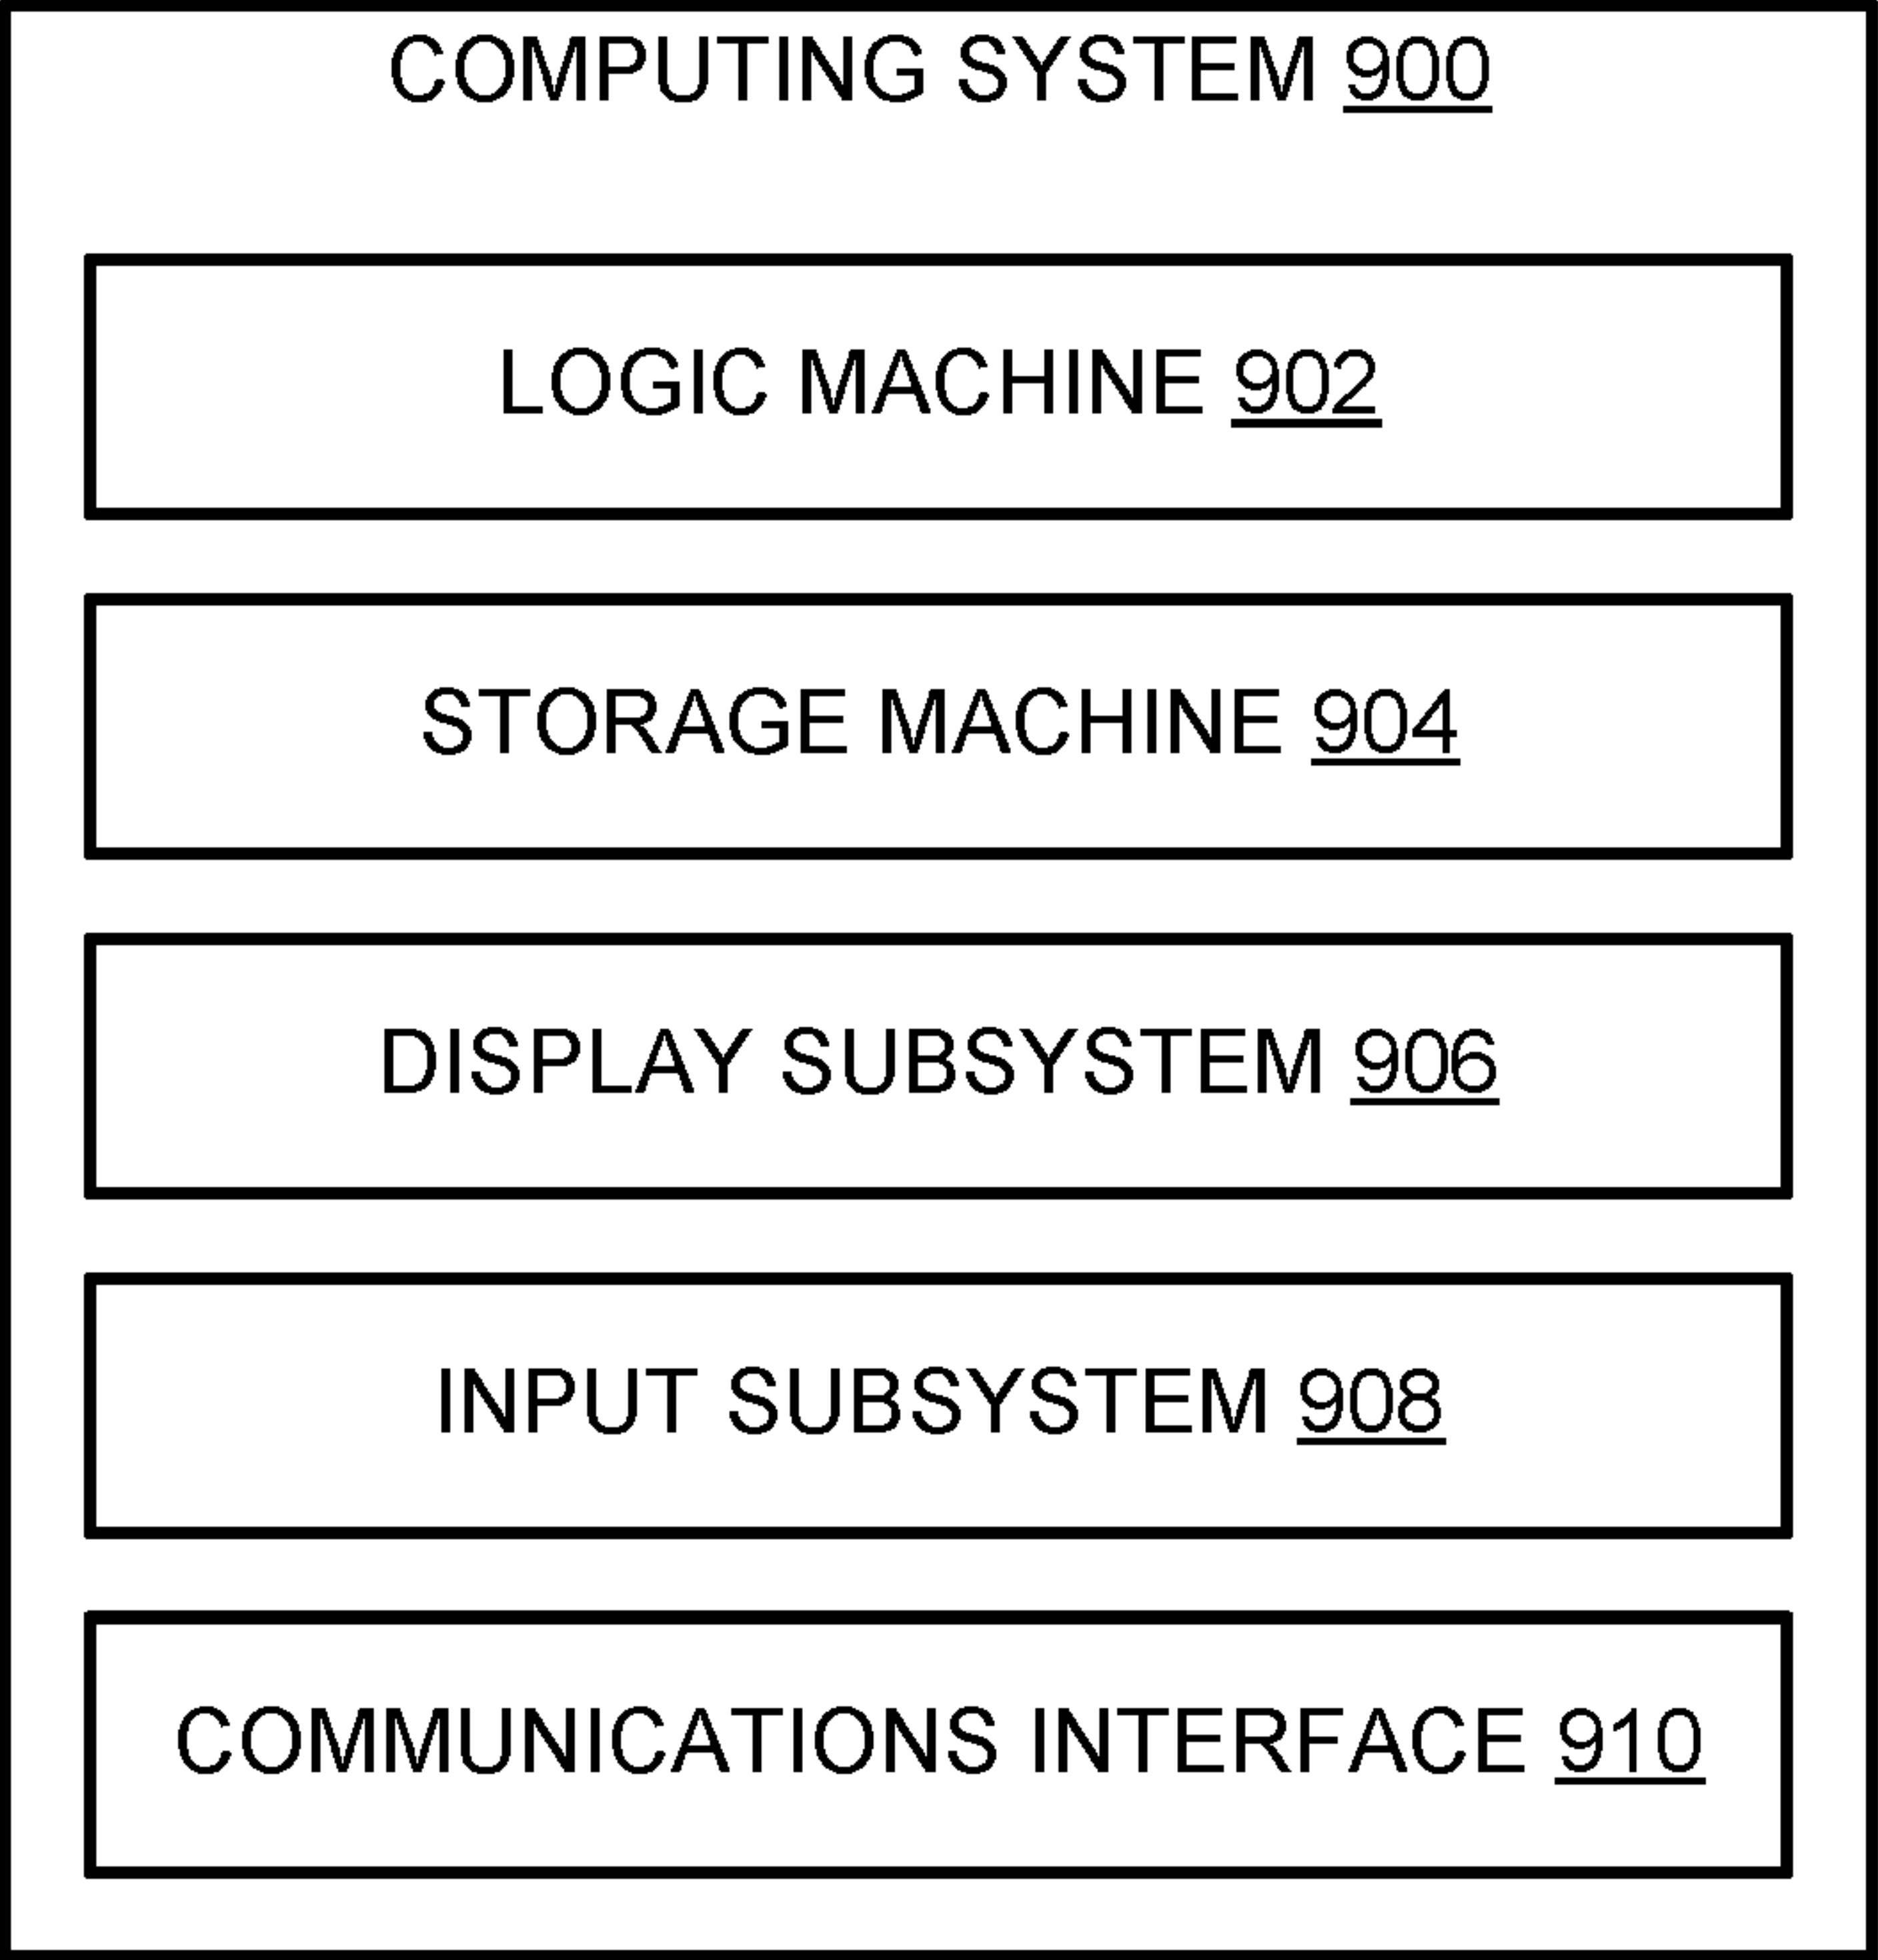 COMPUTING SYSTEM 900
LOGIC MACHINE 902
STORAGE MACHINE 904
DISPLAY SUBSYSTEM 906
INPUT SUBSYSTEM 908
COMMUNICATIONS INTERFACE 910